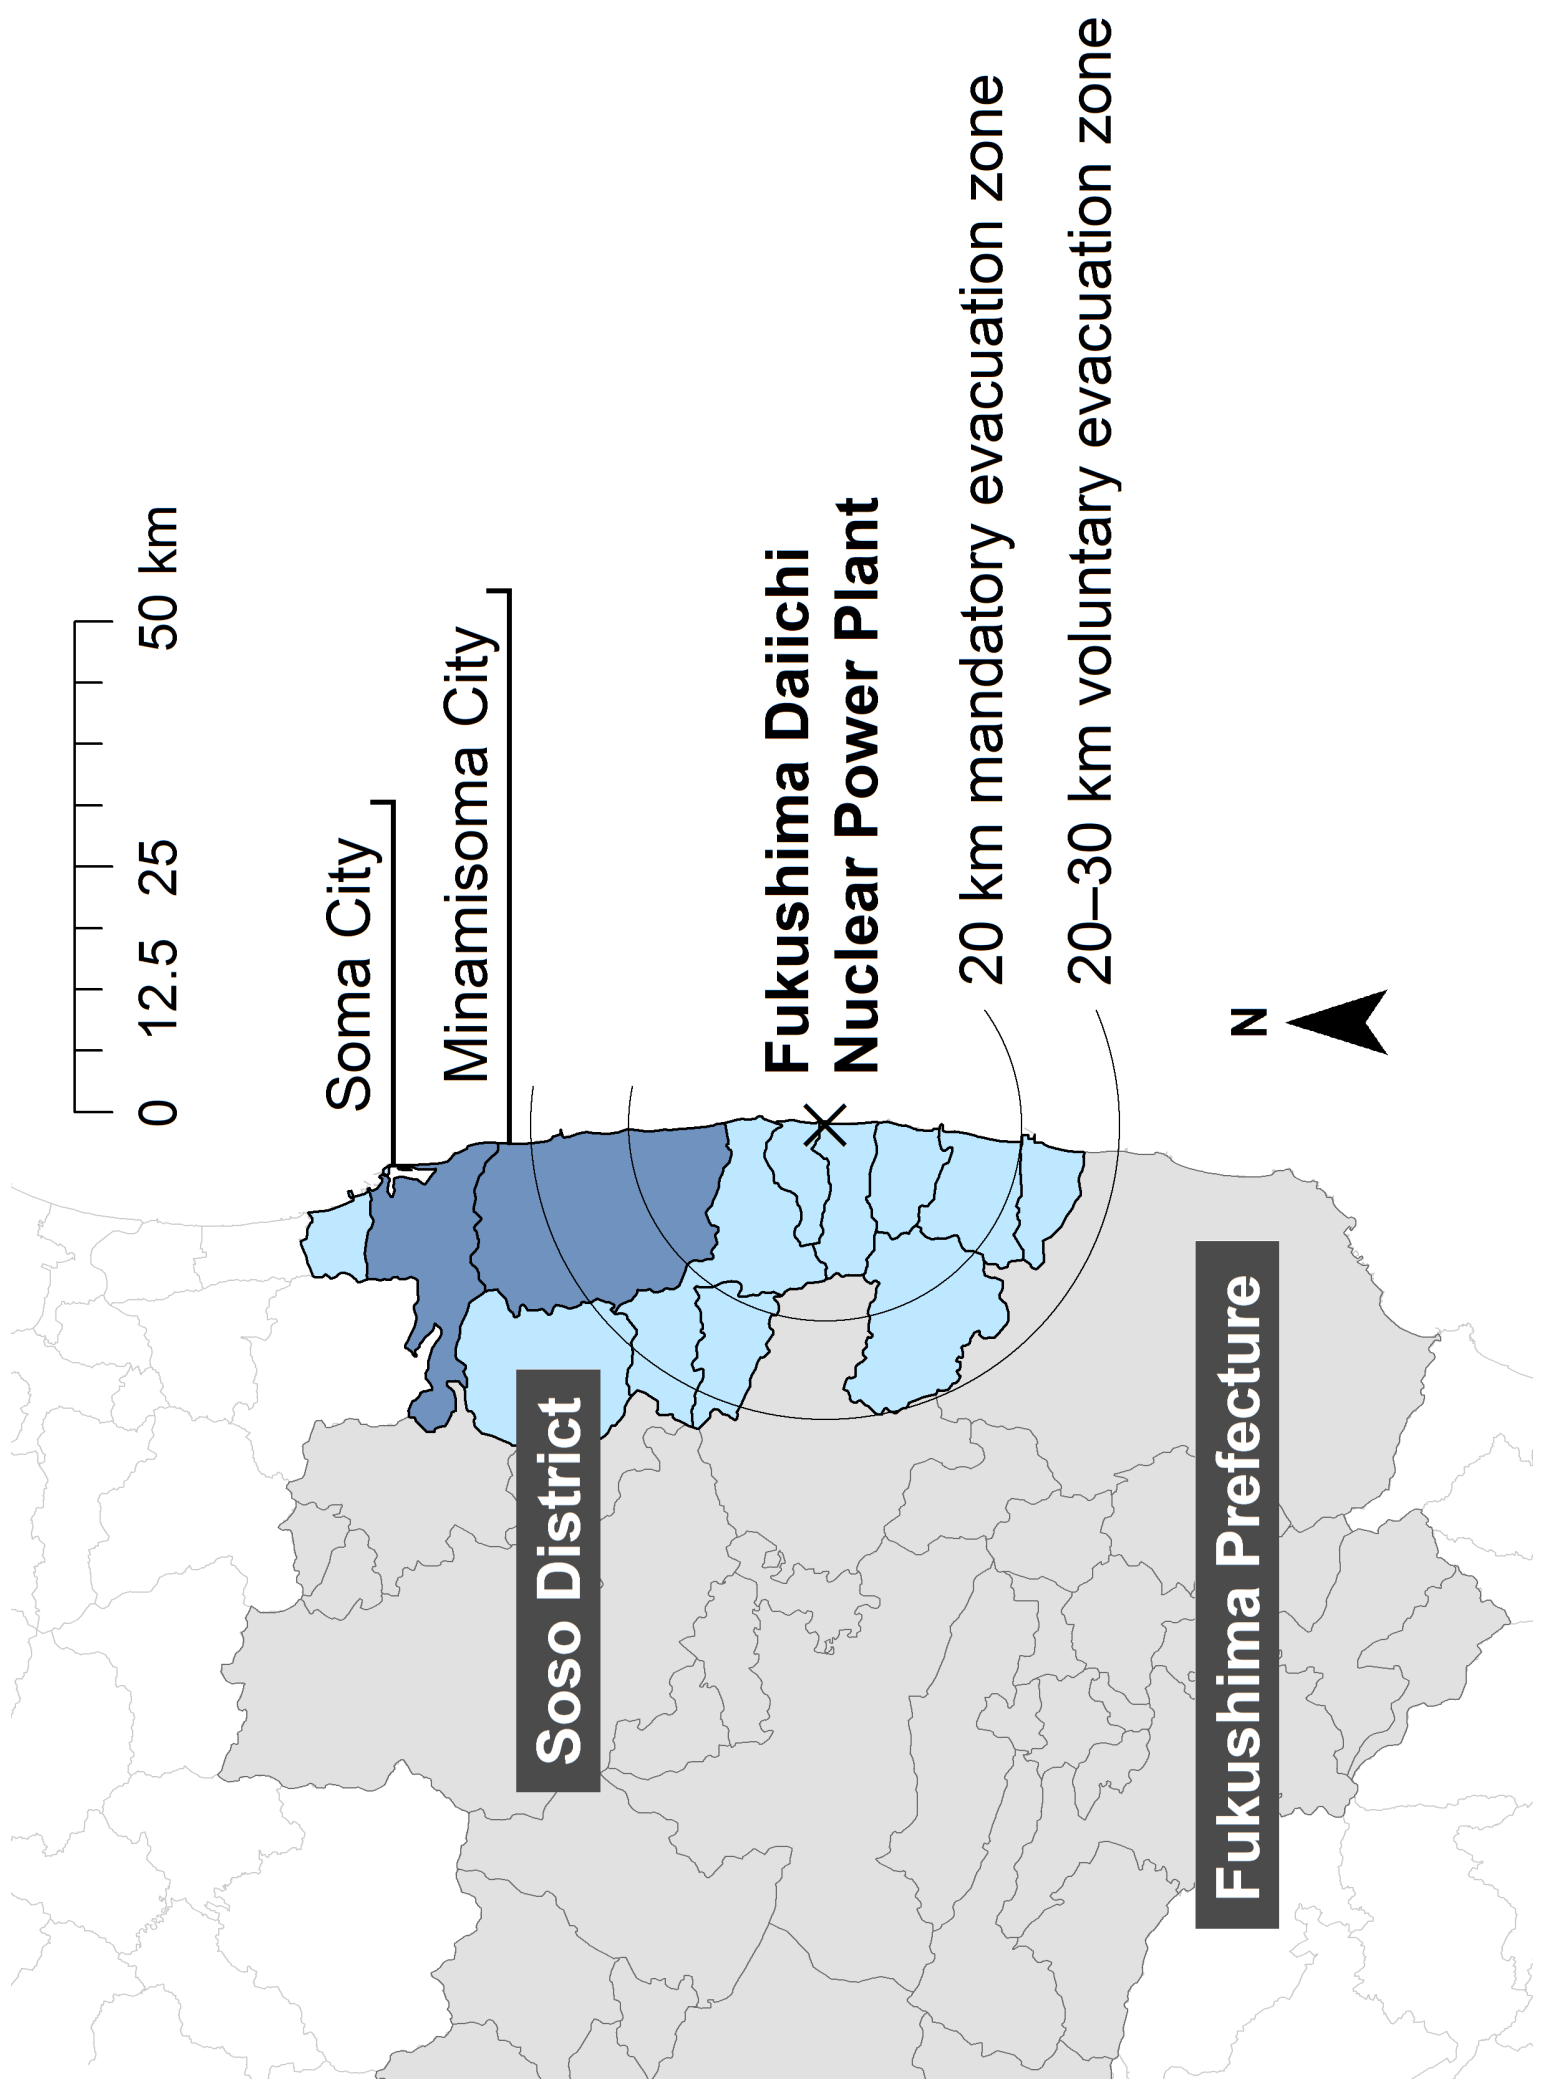 0 12.5 25 50 km
Soma City
Minamisoma City
Soso District
Fukushima Daiichi
Nuclear Power Plant
20 km mandatory evacuation zone
20–30 km voluntary evacuation zone
Fukushima Prefecture
N